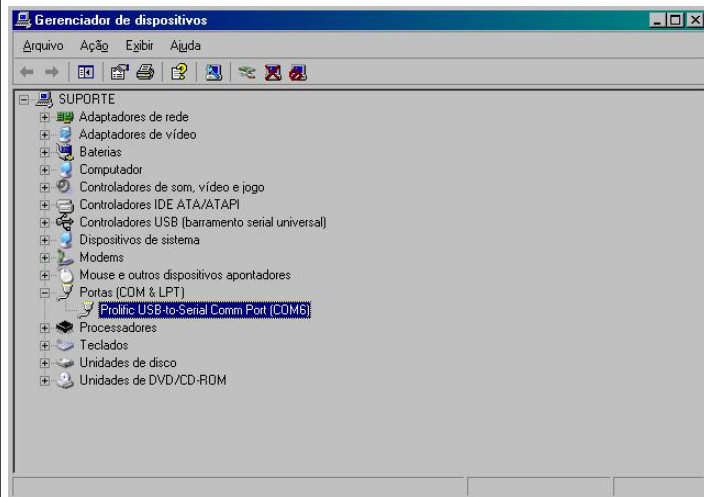 Gerenciador de dispositivos
Arquivo Ação Exibir Ajuda
SUPORTE
Adaptadores de rede
Adaptadores de vídeo
Baterias
Computador
Controladores de som, vídeo e jogo
Controladores IDE ATA/ATAPI
Controladores USB (barramento serial universal)
Dispositivos de sistema
Modems
Mouse e outros dispositivos apontadores
Portas (COM & LPT)
Prolific USB-to-Serial Comm Port (COM6)
Processadores
Teclados
Unidades de disco
Unidades de DVD/CD-ROM